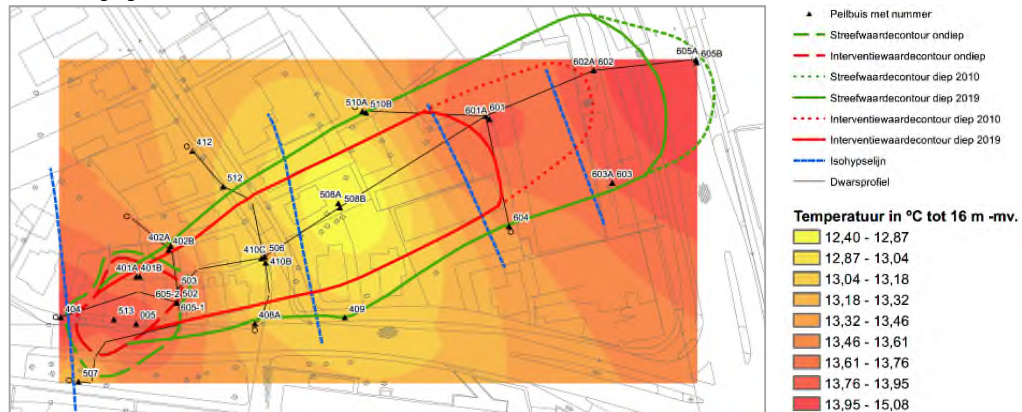 605A 605B
602A 602
510A 510B
601A 601
412
512
603A 603
508A 508B
604
402A 402B
410C 506
410B
401A 401B
503
502
605-2
605-1
404
513
005
408A
409
507
Peilbuis met nummer
Streefwaardecontour ondiep
Interventiewaardecontour ondiep
Streefwaardecontour diep 2010
Streefwaardecontour diep 2019
Interventiewaardecontour diep 2010
Interventiewaardecontour diep 2019
Isohypselijn
Dwarsprofiel
Temperatuur in ºC tot 16 m -mv.
12,40 - 12,87
12,87 - 13,04
13,04 - 13,18
13,18 - 13,32
13,32 - 13,46
13,46 - 13,61
13,61 - 13,76
13,76 - 13,95
13,95 - 15,08